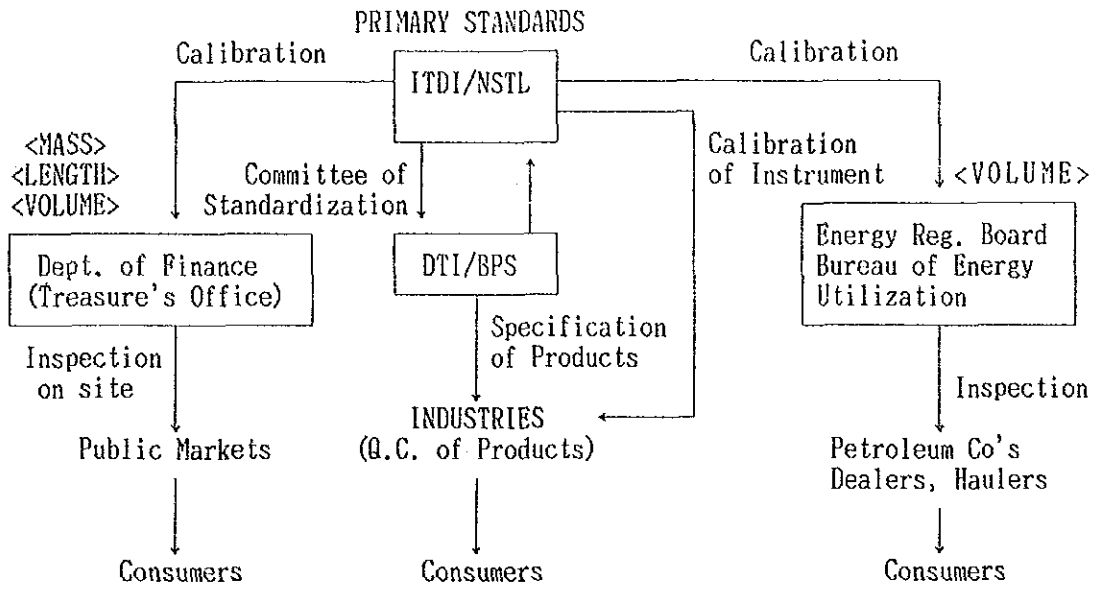 PRIMARY STANDARDS
Calibration
Calibration
ITDI/NSTL
<MASS>
<LENGTH>
<VOLUME>
Committee of
Standardization
Calibration
of Instrument
<VOLUME>
Dept. of Finance
(Treasure's Office)
DTI/BPS
Energy Reg. Board
Bureau of Energy
Utilization
Inspection
on site
Specification
of Products
Inspection
Public Markets
INDUSTRIES
(Q.C. of Products)
Petroleum Co's
Dealers, Haulers
Consumers
Consumers
Consumers